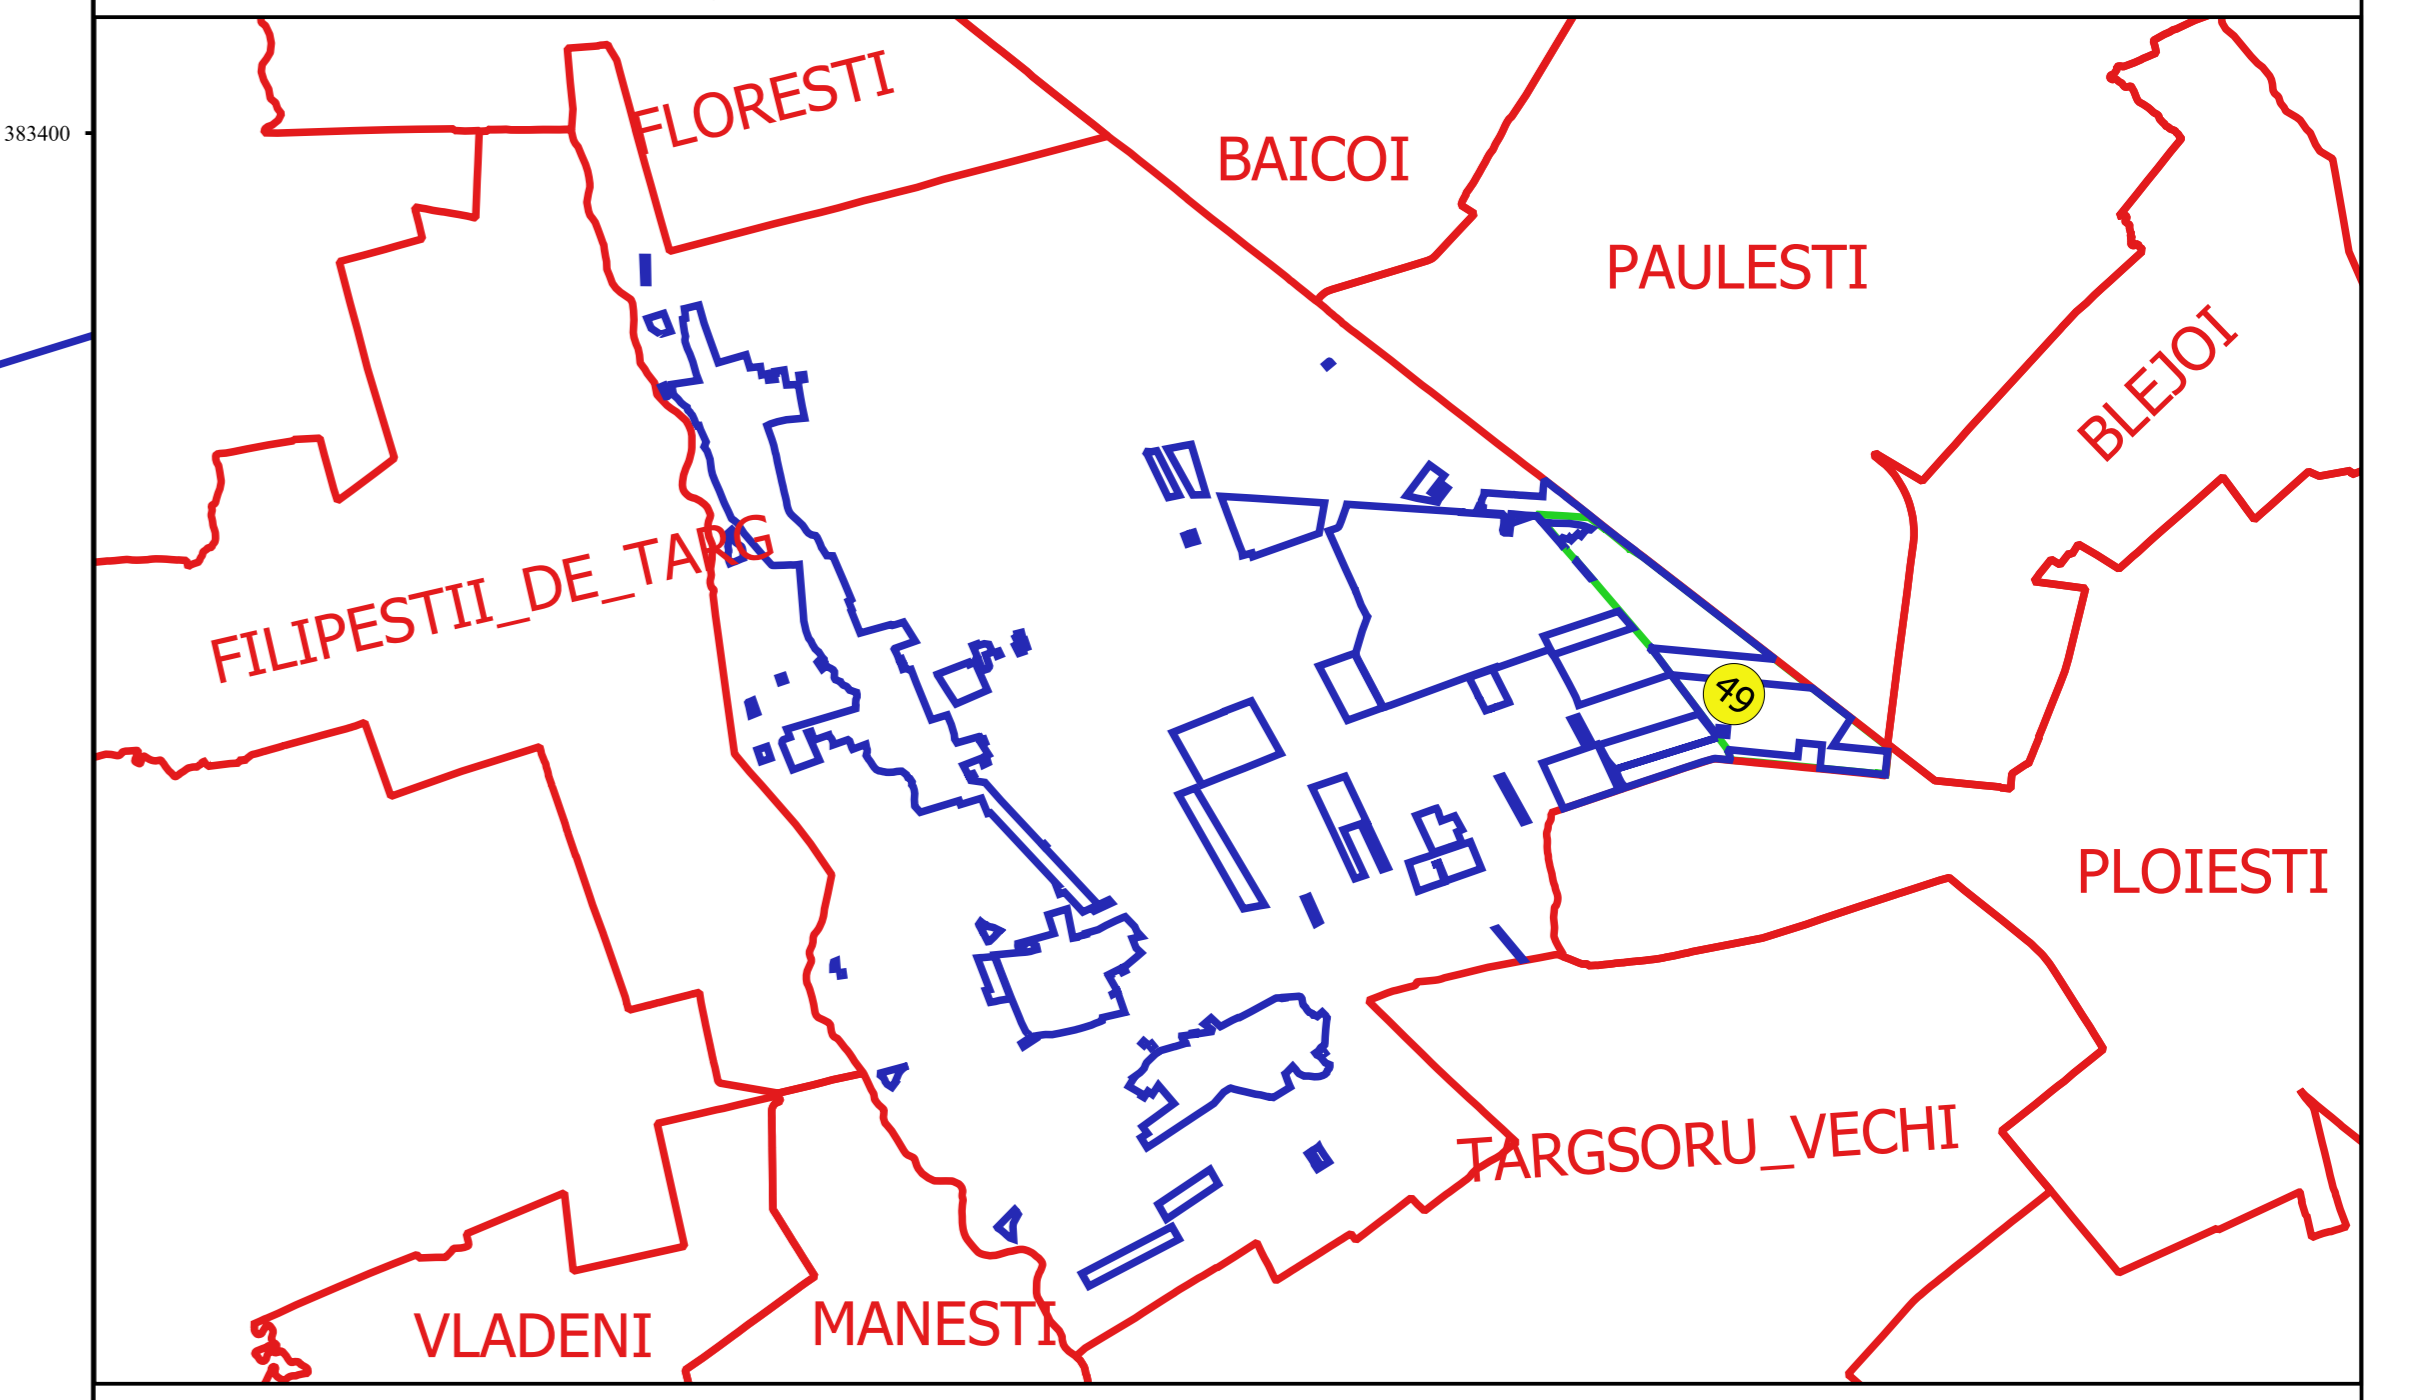 FLORESTI
383400
BAICOI
PAULESTI
BLEJOI
FILIPESTII_DE_TARG
49
PLOIESTI
TARGSORU_VECHI
VLADENI
MANESTI